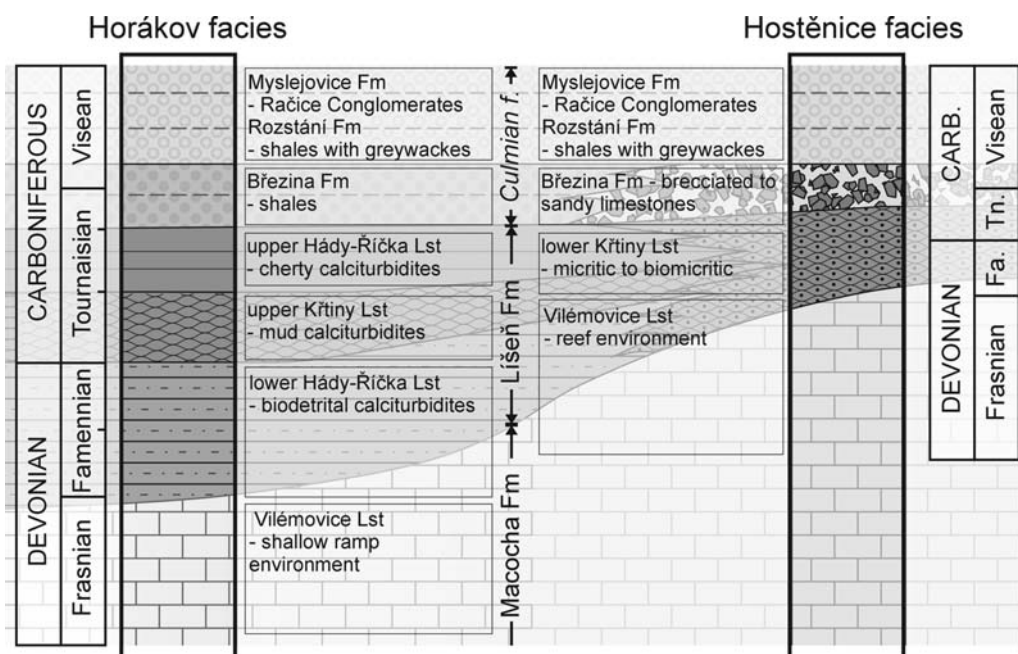 Horákov facies
Hostěnice facies
CARBONIFEROUS
DEVONIAN
Visean
Tournaisian
Famennian
Frasnian
Myslejovice Fm
- Račice Conglomerates
Rozstání Fm
- shales with greywackes
Březina Fm
- shales
upper Hády-Říčka Lst
- cherty calciturbidites
upper Křtiny Lst
- mud calciturbidites
lower Hády-Říčka Lst
- biodetrital calciturbidites
Vilémovice Lst
- shallow ramp
environment
Culmian f.
Líšeň Fm
Macocha Fm
Myslejovice Fm
- Račice Conglomerates
Rozstání Fm
- shales with greywackes
Březina Fm - brecciated to
sandy limestones
lower Křtiny Lst
- micritic to biomicritic
Vilémovice Lst
- reef environment
CARB.
DEVONIAN
Visean
Tn.
Fa.
Frasnian